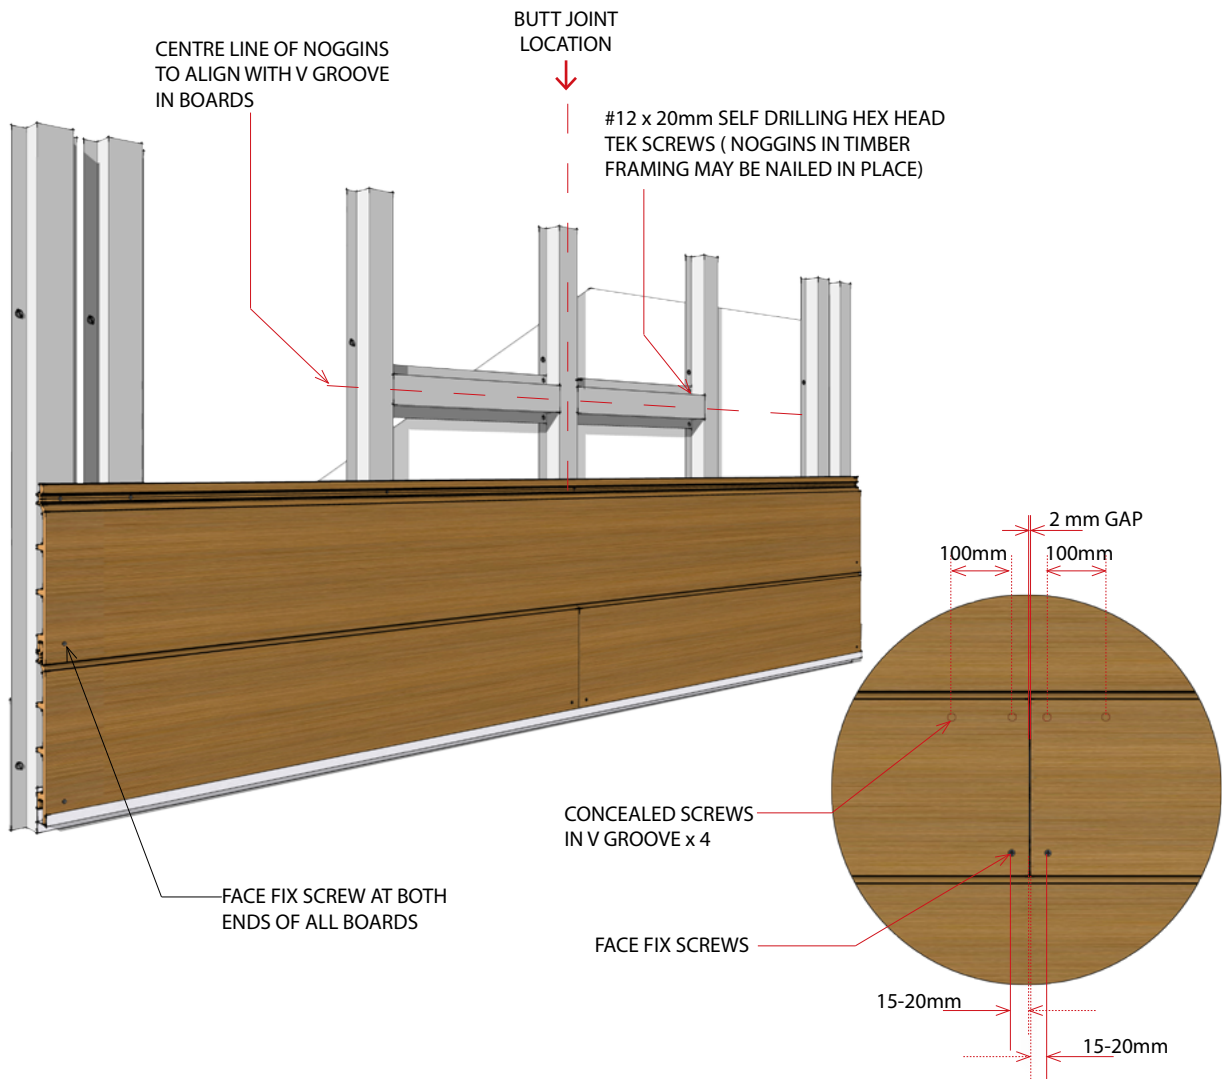 BUTT JOINT
LOCATION
CENTRE LINE OF NOGGINS
TO ALIGN WITH V GROOVE
IN BOARDS
#12 x 20mm SELF DRILLING HEX HEAD
TEK SCREWS ( NOGGINS IN TIMBER
FRAMING MAY BE NAILED IN PLACE)
2 mm GAP
100mm
100mm
CONCEALED SCREWS
IN V GROOVE x 4
FACE FIX SCREW AT BOTH
ENDS OF ALL BOARDS
FACE FIX SCREWS
15-20mm
15-20mm